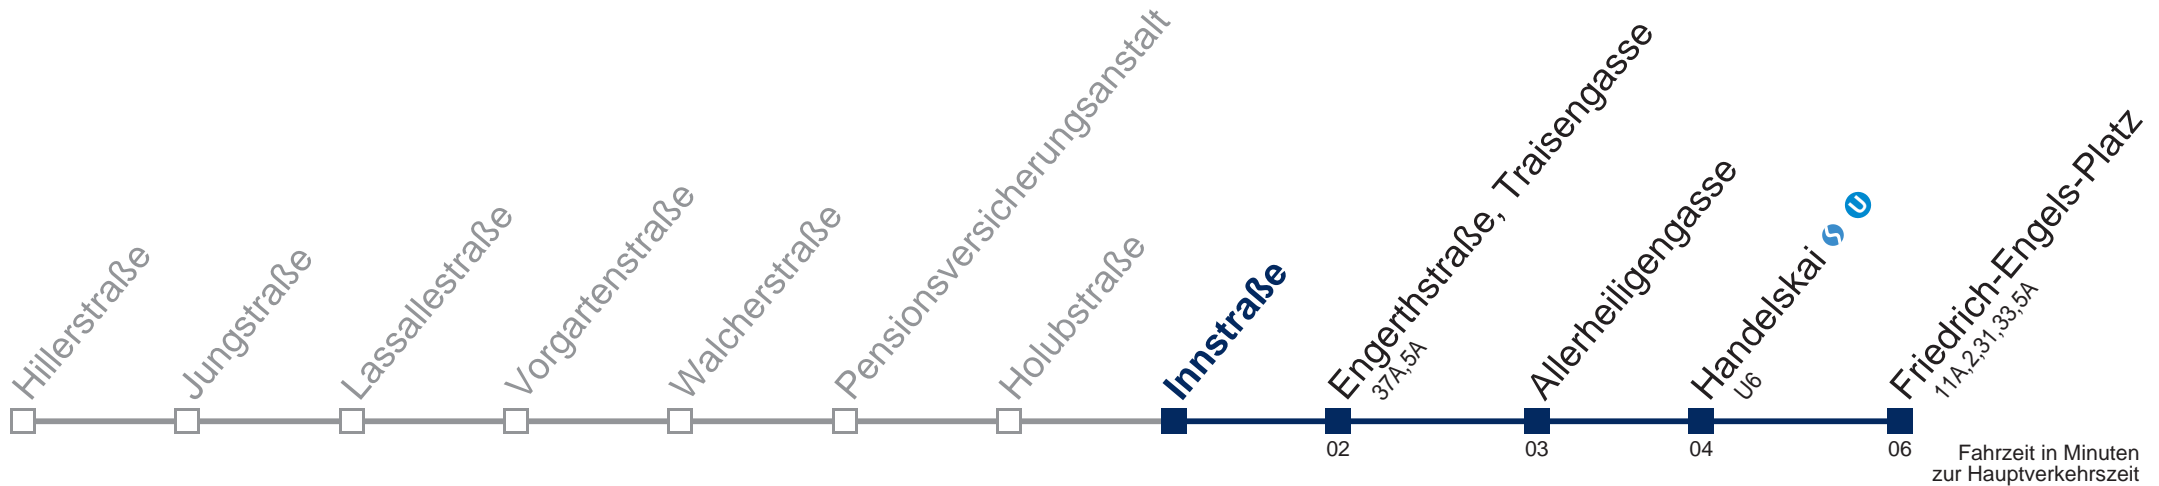 Hillerstraße
Jungstraße
Lassallestraße
Vorgartenstraße
Walcherstraße
Pensionsversicherungsanstalt
Holubstraße
Innstraße
Engerthstraße, Traisengasse
37A,5A
Allerheiligengasse
Handelskai S U
U6
Friedrich-Engels-Platz
11A,2,31,33,5A
02
03
04
06
Fahrzeit in Minuten
zur Hauptverkehrszeit